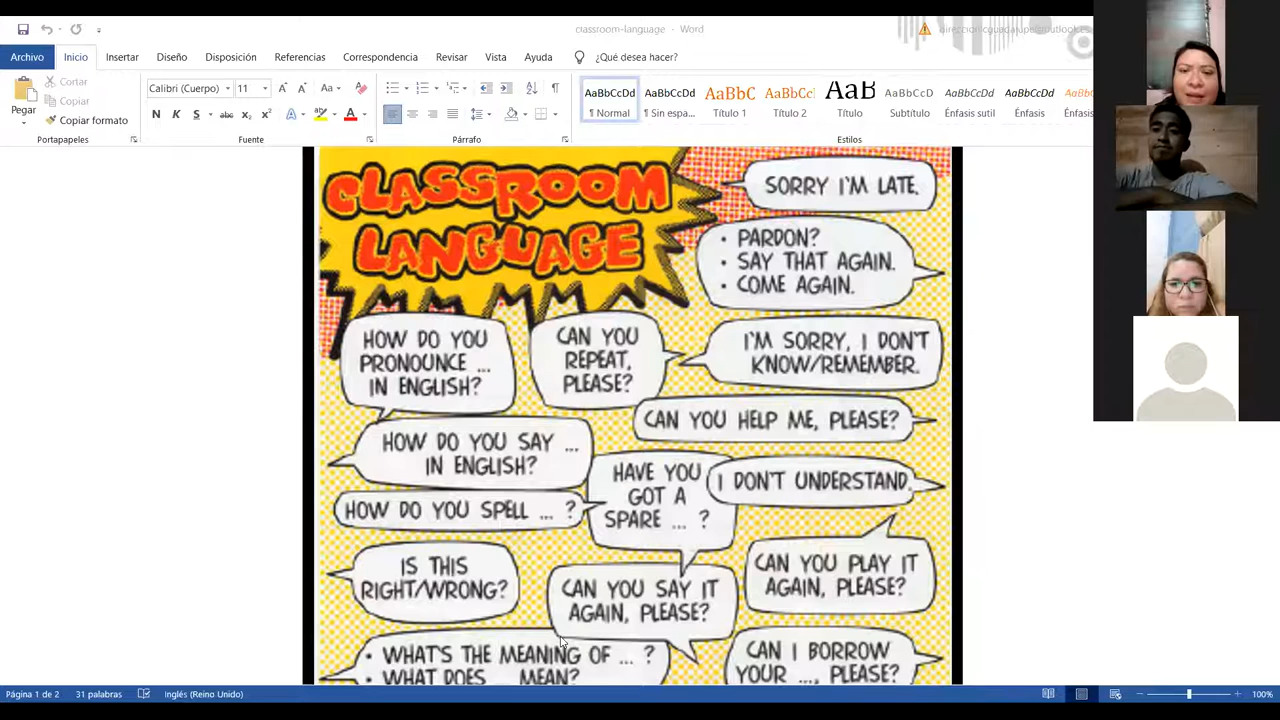 classroom-language - Word
Archivo
Inicio
Insertar
Diseño
Disposición
Referencias
Correspondencia
Revisar
Vista
Ayuda
¿Qué desea hacer?
Pegar
Cortar
Copiar
Copiar formato
Portapapeles
Calibri (Cuerpo)
11
Aa
N K S abc x₂ x²
Fuente
Párrafo
AaBbCcDd
¶ Normal
AaBbCcDd
¶ Sin espa...
AaBbC
Título 1
AaBbCc
Título 2
AaB
Título
AaBbCcD
Subtítulo
AaBbCcDd
Énfasis sutil
AaBbCcDd
Énfasis
AaBbCcDd
Énfasis
Estilos
CLASSROOM
LANGUAGE
SORRY I'M LATE.
• PARDON?
• SAY THAT AGAIN.
• COME AGAIN.
HOW DO YOU
PRONOUNCE ...
IN ENGLISH?
CAN YOU
REPEAT,
PLEASE?
I'M SORRY, I DON'T
KNOW/REMEMBER.
CAN YOU HELP ME, PLEASE?
HOW DO YOU SAY ...
IN ENGLISH?
HAVE YOU
GOT A
SPARE ... ?
I DON'T UNDERSTAND.
HOW DO YOU SPELL ... ?
IS THIS
RIGHT/WRONG?
CAN YOU SAY IT
AGAIN, PLEASE?
CAN YOU PLAY IT
AGAIN, PLEASE?
• WHAT'S THE MEANING OF ... ?
• WHAT DOES ... MEAN?
CAN I BORROW
YOUR ..., PLEASE?
Página 1 de 2
31 palabras
Inglés (Reino Unido)
100%